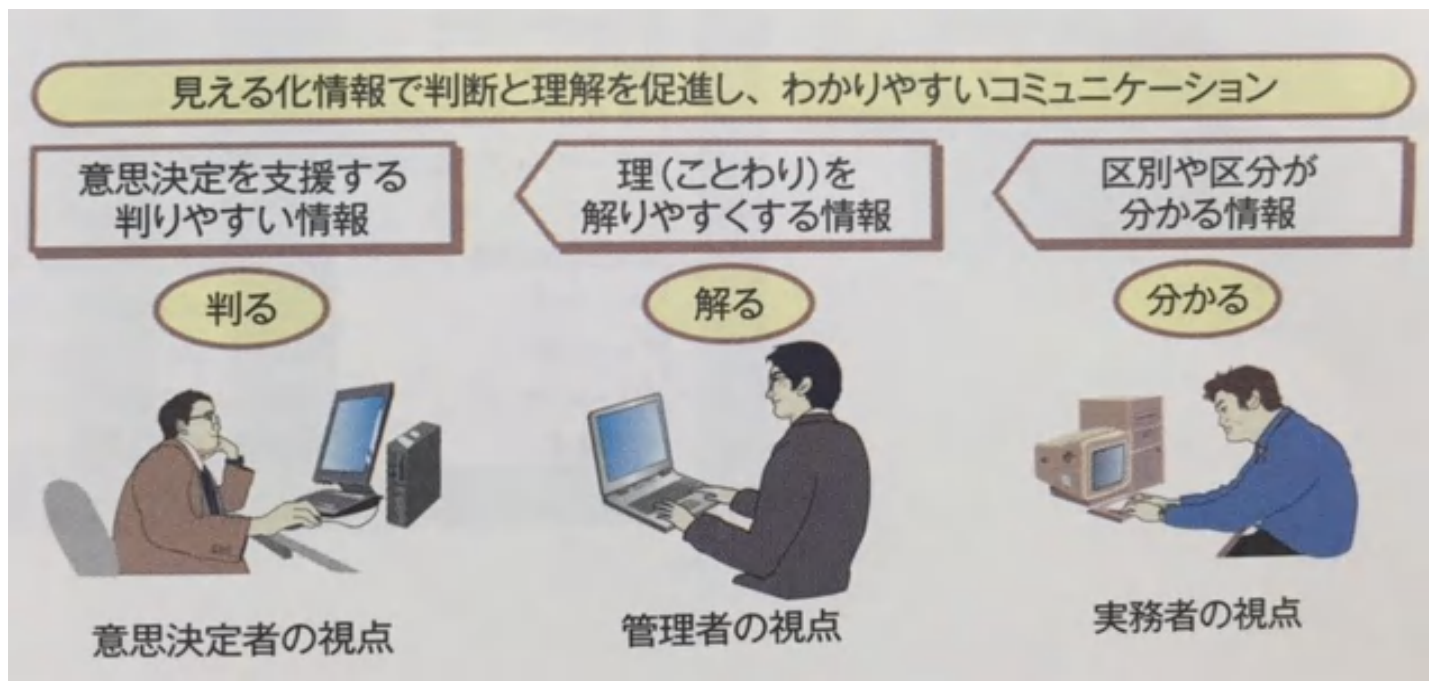 見える化情報で判断と理解を促進し、わかりやすいコミュニケーション
意思決定を支援する
判りやすい情報
理(ことわり)を
解りやすくする情報
区別や区分が
分かる情報
判る
解る
分かる
意思決定者の視点
管理者の視点
実務者の視点